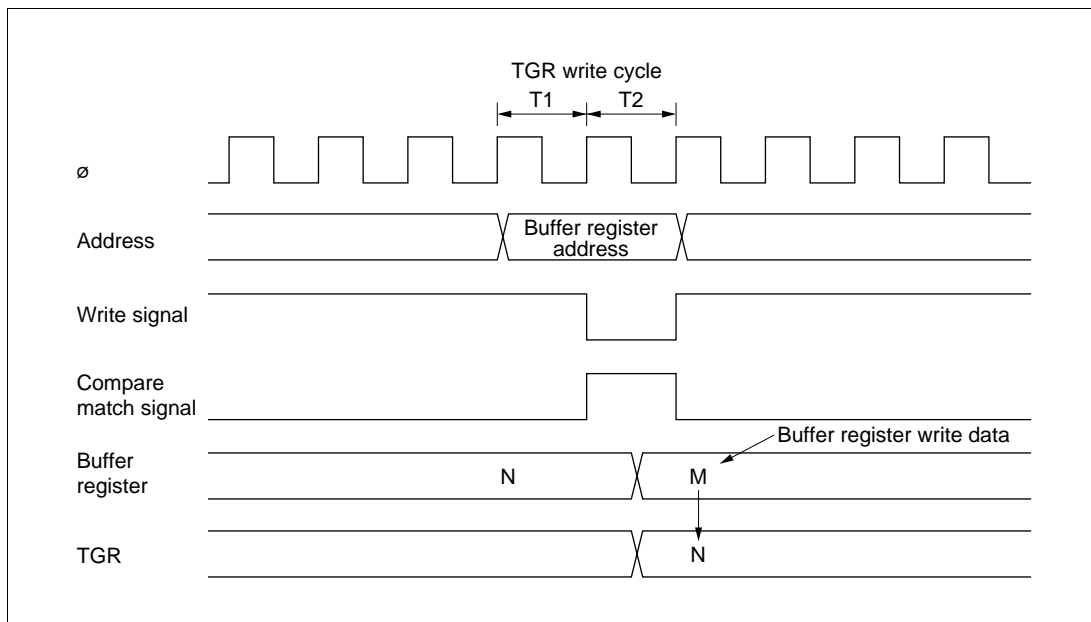 TGR write cycle
T1 T2
ø
Address
Buffer register
address
Write signal
Compare
match signal
Buffer register write data
Buffer
register
N M
TGR
N